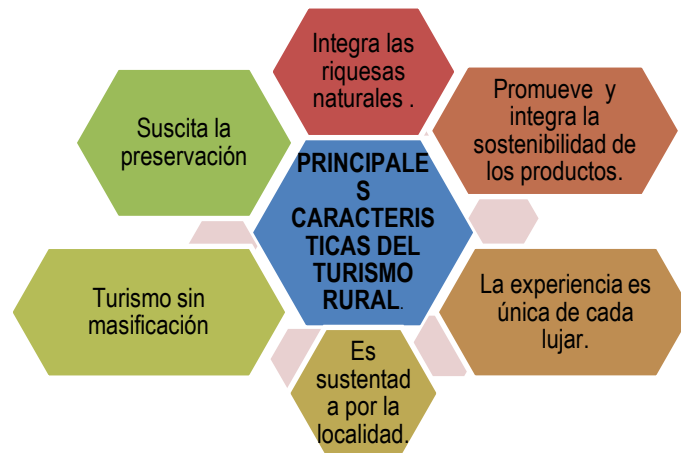 Integra las
riquesas
naturales .
Promueve y
integra la
sostenibilidad de
los productos.
Suscita la
preservación
PRINCIPALE
S
CARACTERIS
TICAS DEL
TURISMO
RURAL.
Turismo sin
masificación
La experiencia es
única de cada
lujar.
Es
sustentad
a por la
localidad.